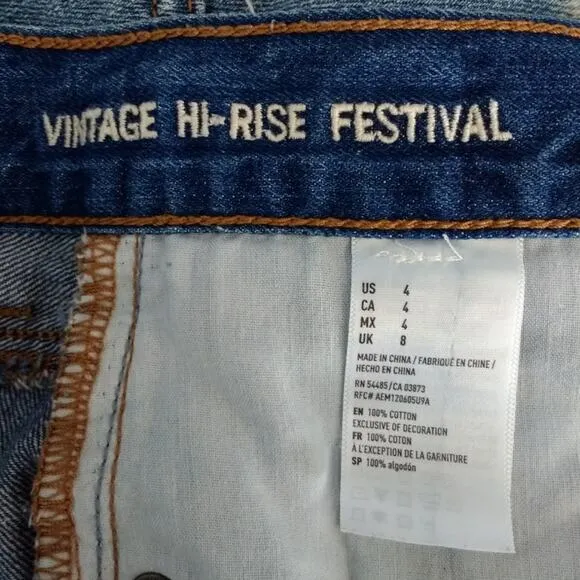 VINTAGE HI-RISE FESTIVAL
US 4
CA 4
MX 4
UK 8
MADE IN CHINA / FABRIQUÉ EN CHINE /
HECHO EN CHINA
RN 54485/CA 03873
RFC# AEM120605U9A
EN 100% COTTON
EXCLUSIVE OF DECORATION
FR 100% COTON
À L'EXCEPTION DE LA GARNITURE
SP 100% algodón